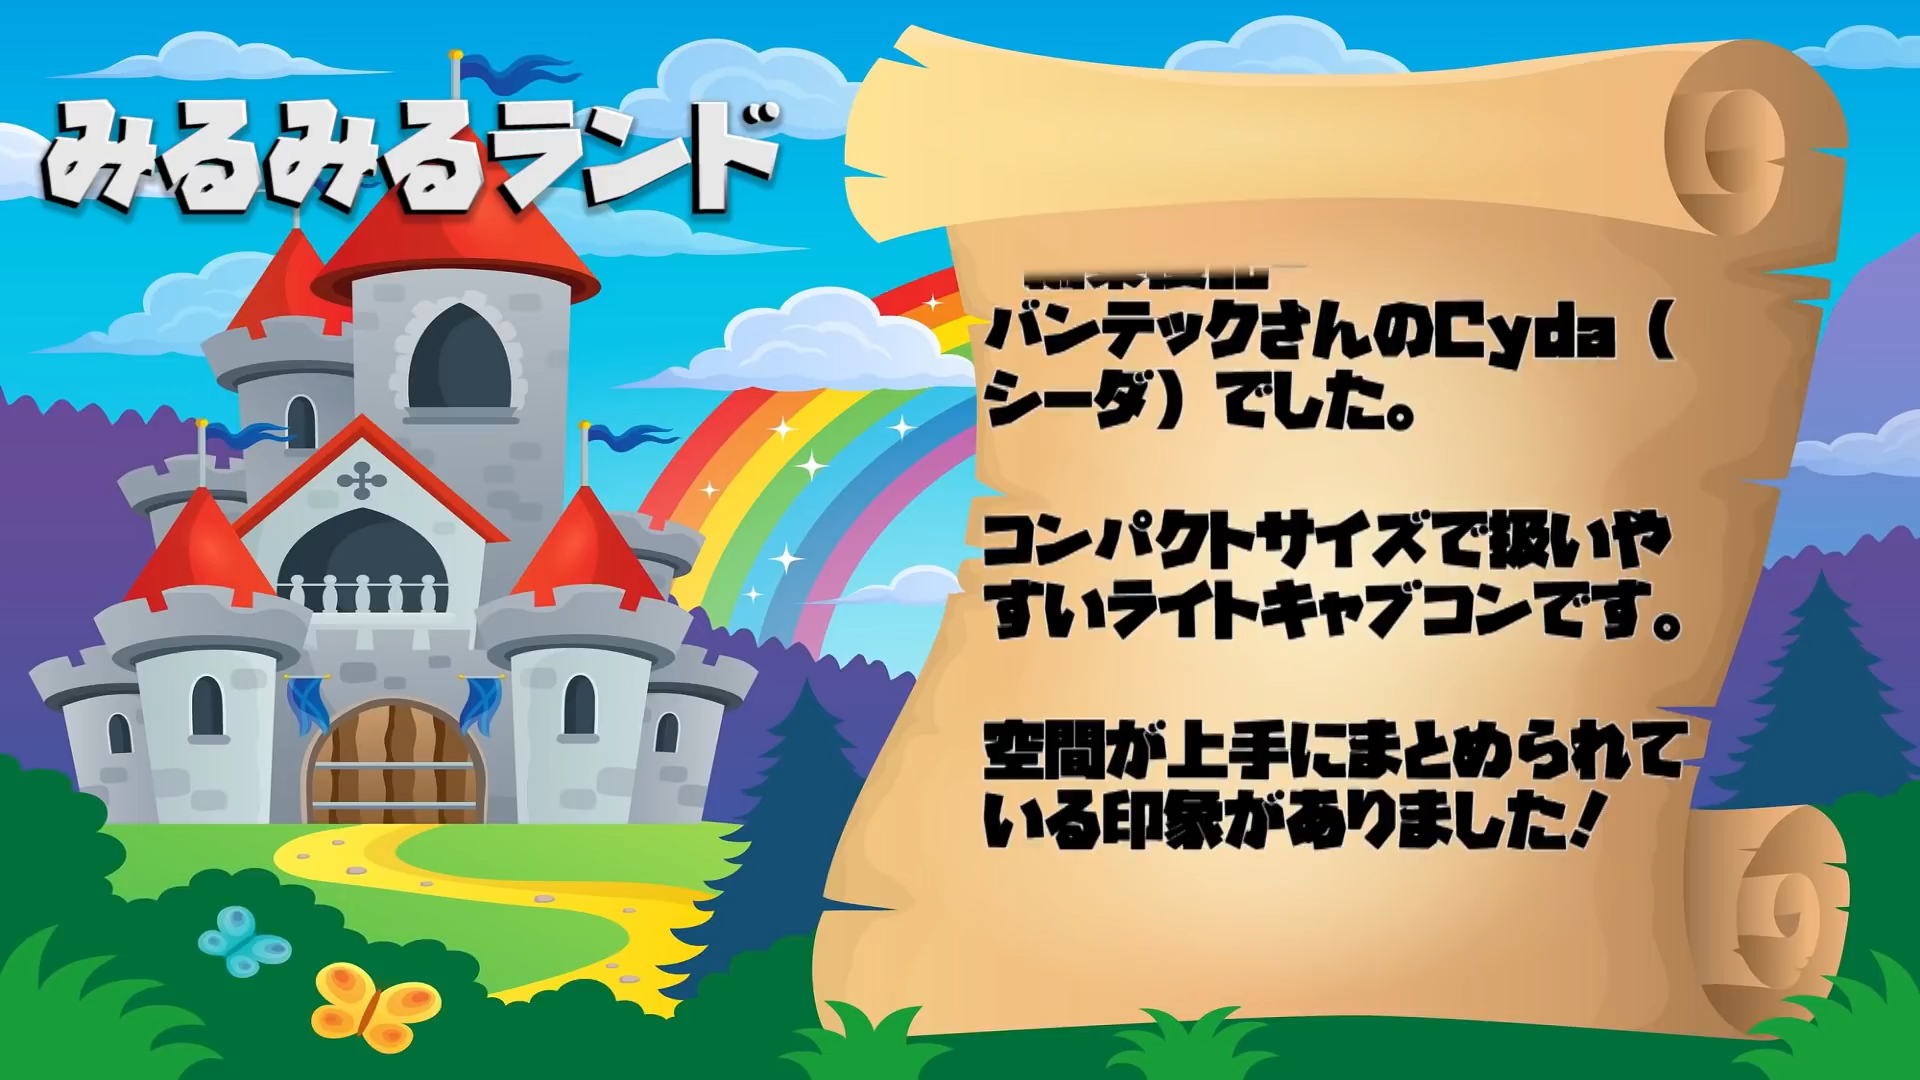 みるみるランド
バンテックさんのCyda（
シーダ）でした。
コンパクトサイズで扱いや
すいライトキャブコンです。
空間が上手にまとめられて
いる印象がありました！